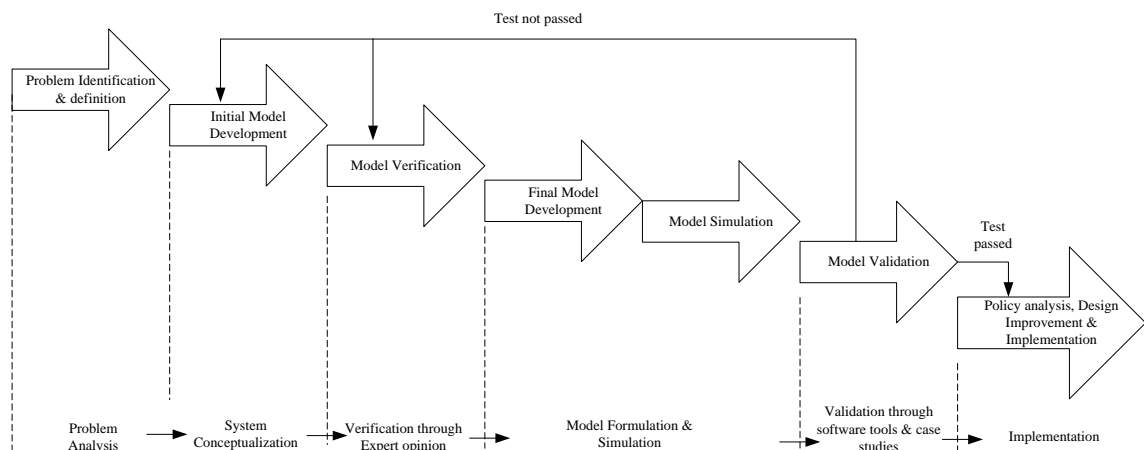 Test not passed
Problem Identification
& definition
Initial Model
Development
Model Verification
Final Model
Development
Model Simulation
Model Validation
Test
passed
Policy analysis, Design
Improvement &
Implementation
Problem
Analysis
System
Conceptualization
Verification through
Expert opinion
Model Formulation &
Simulation
Validation through
software tools & case
studies
Implementation